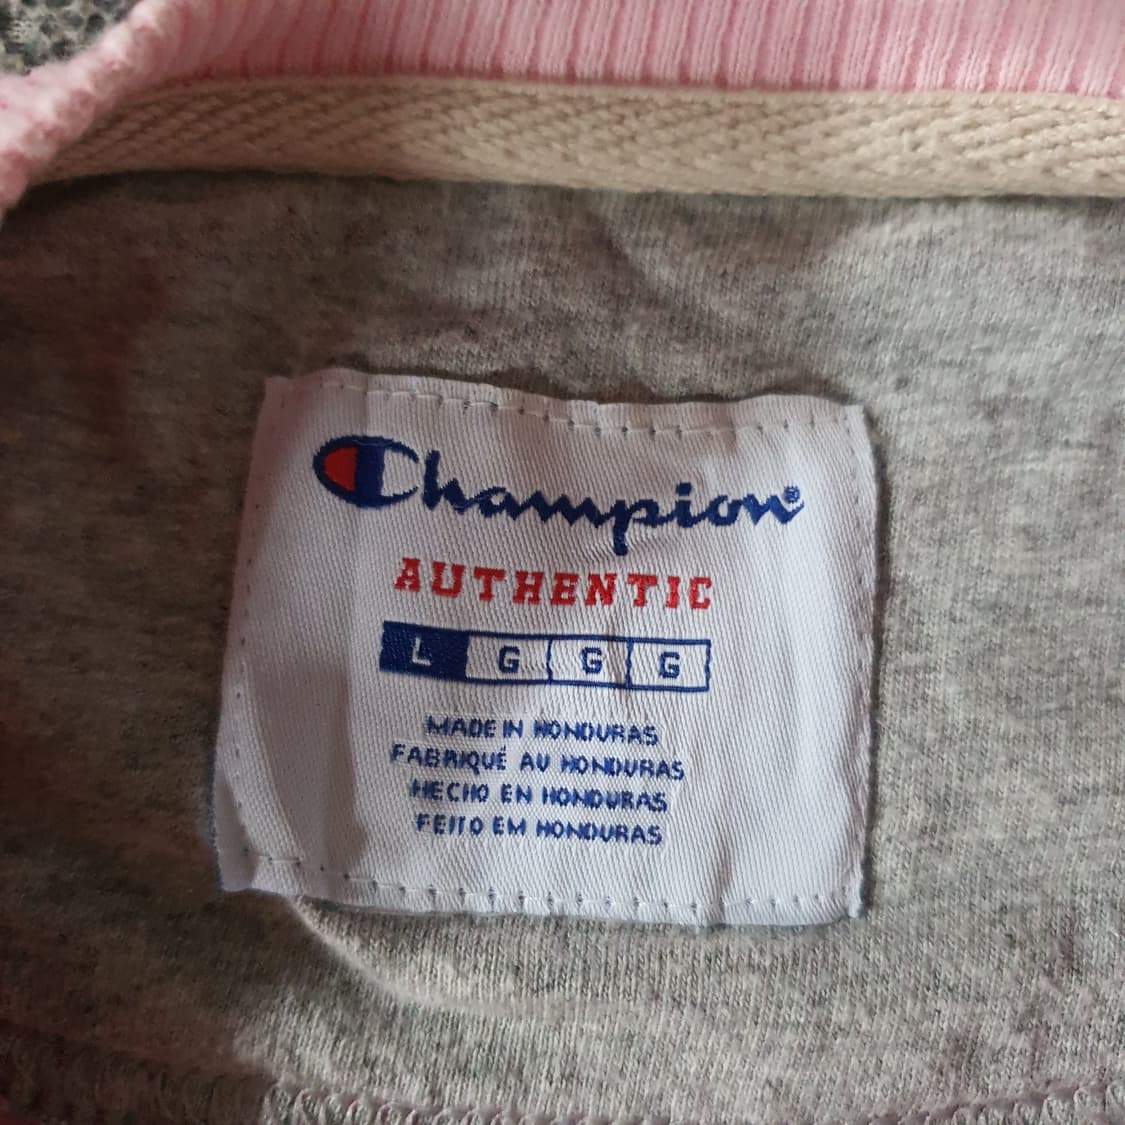 Champion®
AUTHENTIC
L G G G
MADE IN HONDURAS
FABRIQUÉ AU HONDURAS
HECHO EN HONDURAS
FEITO EM HONDURAS